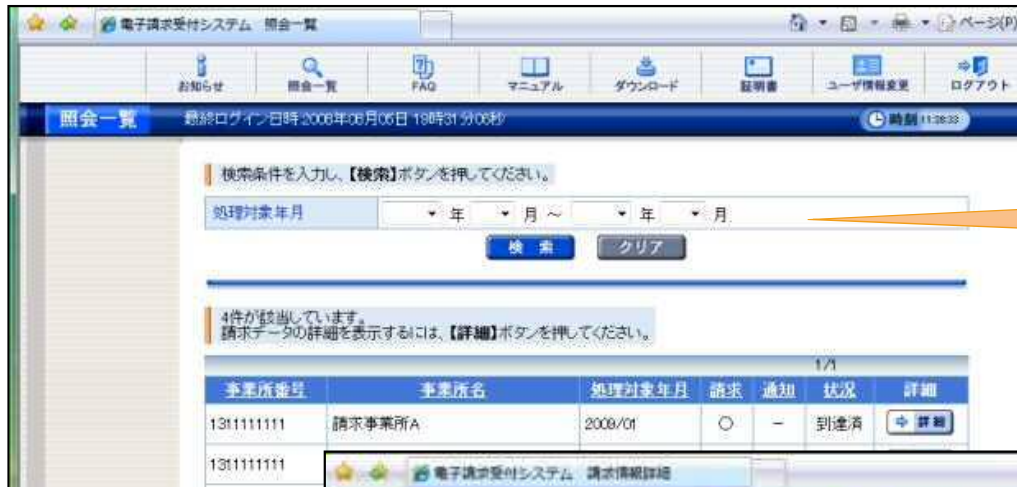 電子請求受付システム 照会一覧
ページ(P)
お知らせ 照会一覧 FAQ マニュアル ダウンロード 証明書 ユーザ情報変更 ログアウト
照会一覧 最終ログイン日時 2008年08月05日 19時31分06秒 時刻
検索条件を入力し、【検索】ボタンを押してください。
処理対象年月 年 月 ～ 年 月
検索 クリア
4件が該当しています。
請求データの詳細を表示するには、【詳細】ボタンを押してください。
1/1
事業所番号 事業所名 処理対象年月 請求 通知 状況 詳細
1311111111 請求事業所A 2008/01 ○ － 到達済 詳細
1311111111
電子請求受付システム 請求情報詳細